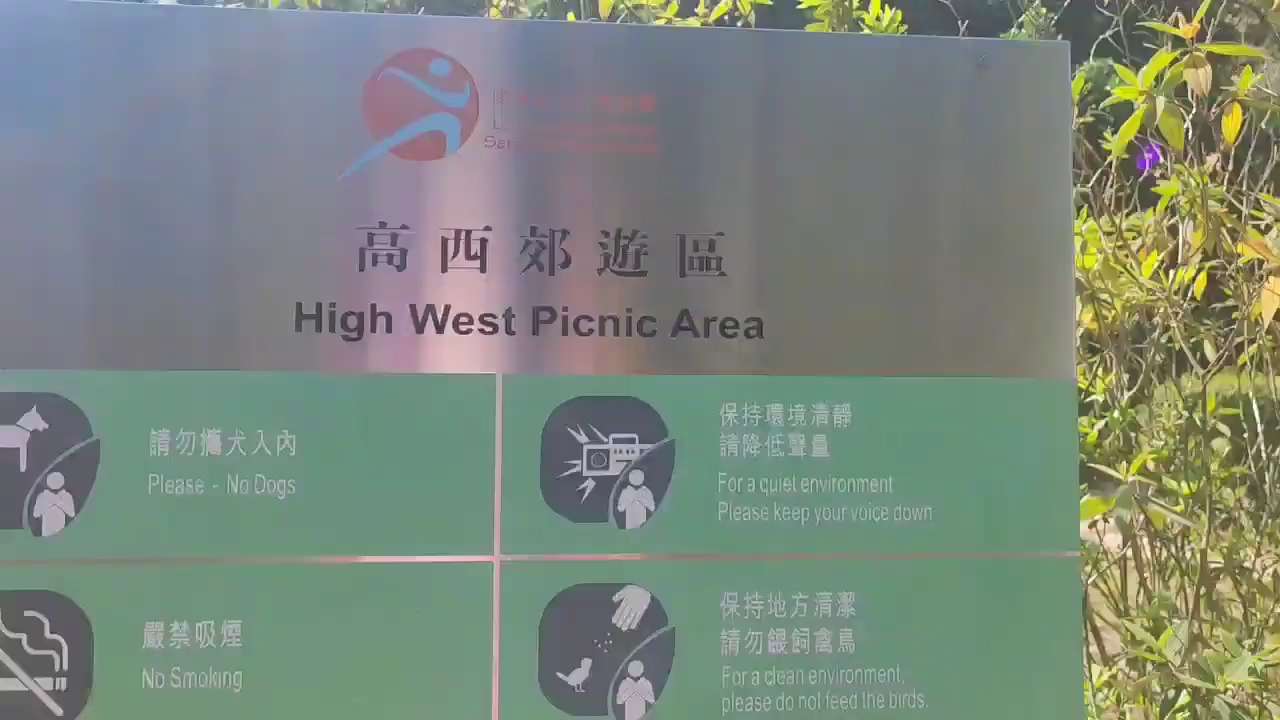 高西郊遊區
High West Picnic Area
請勿攜犬入內
Please - No Dogs
保持環境清靜
請降低聲量
For a quiet environment
Please keep your voice down
嚴禁吸煙
No Smoking
保持地方清潔
請勿餵飼禽鳥
For a clean environment,
please do not feed the birds.